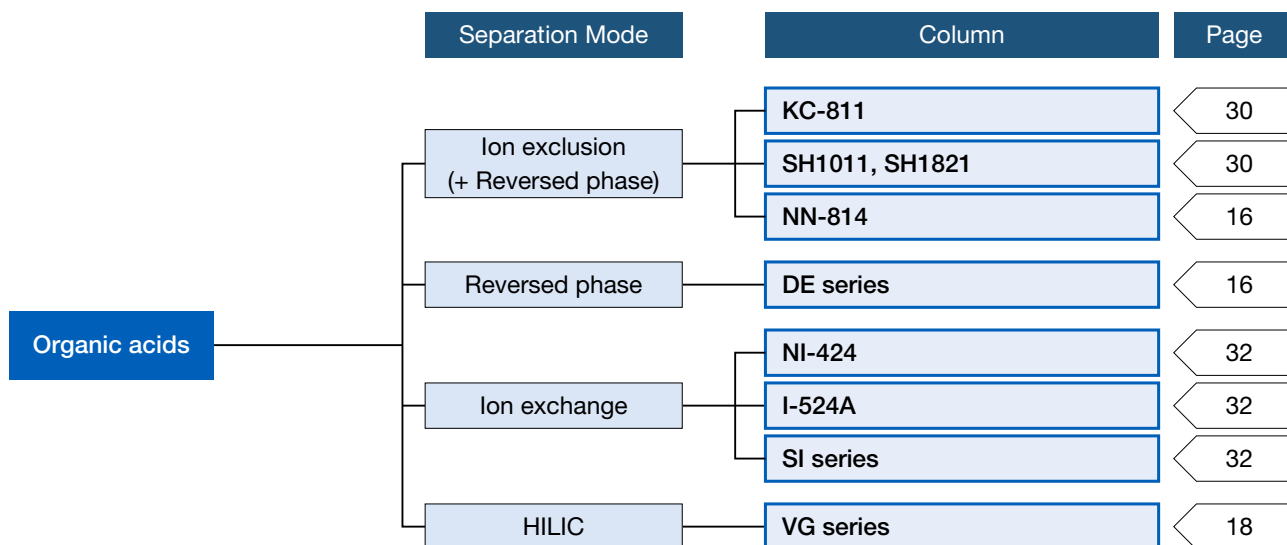 Separation Mode
Column
Page
Organic acids
Ion exclusion
(+ Reversed phase)
KC-811
30
SH1011, SH1821
30
NN-814
16
Reversed phase
DE series
16
Ion exchange
NI-424
32
I-524A
32
SI series
32
HILIC
VG series
18